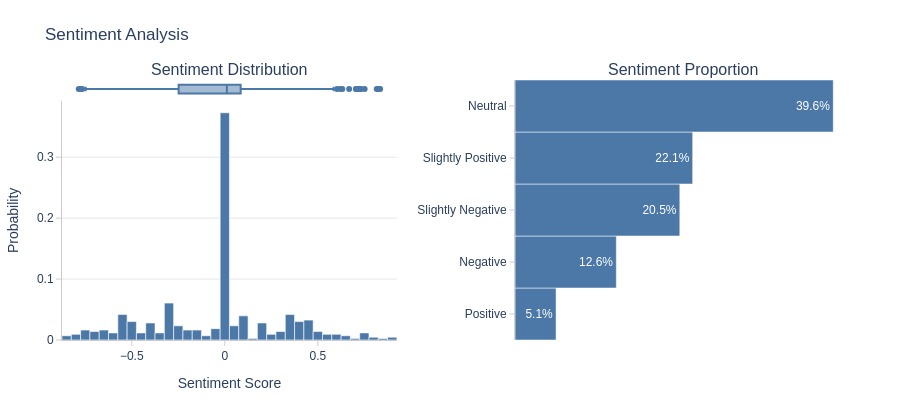 Sentiment Analysis
Sentiment Distribution
0.3
0.2
0.1
0
Probability
−0.5
0
0.5
Sentiment Score
Sentiment Proportion
Neutral 39.6%
Slightly Positive 22.1%
Slightly Negative 20.5%
Negative 12.6%
Positive 5.1%